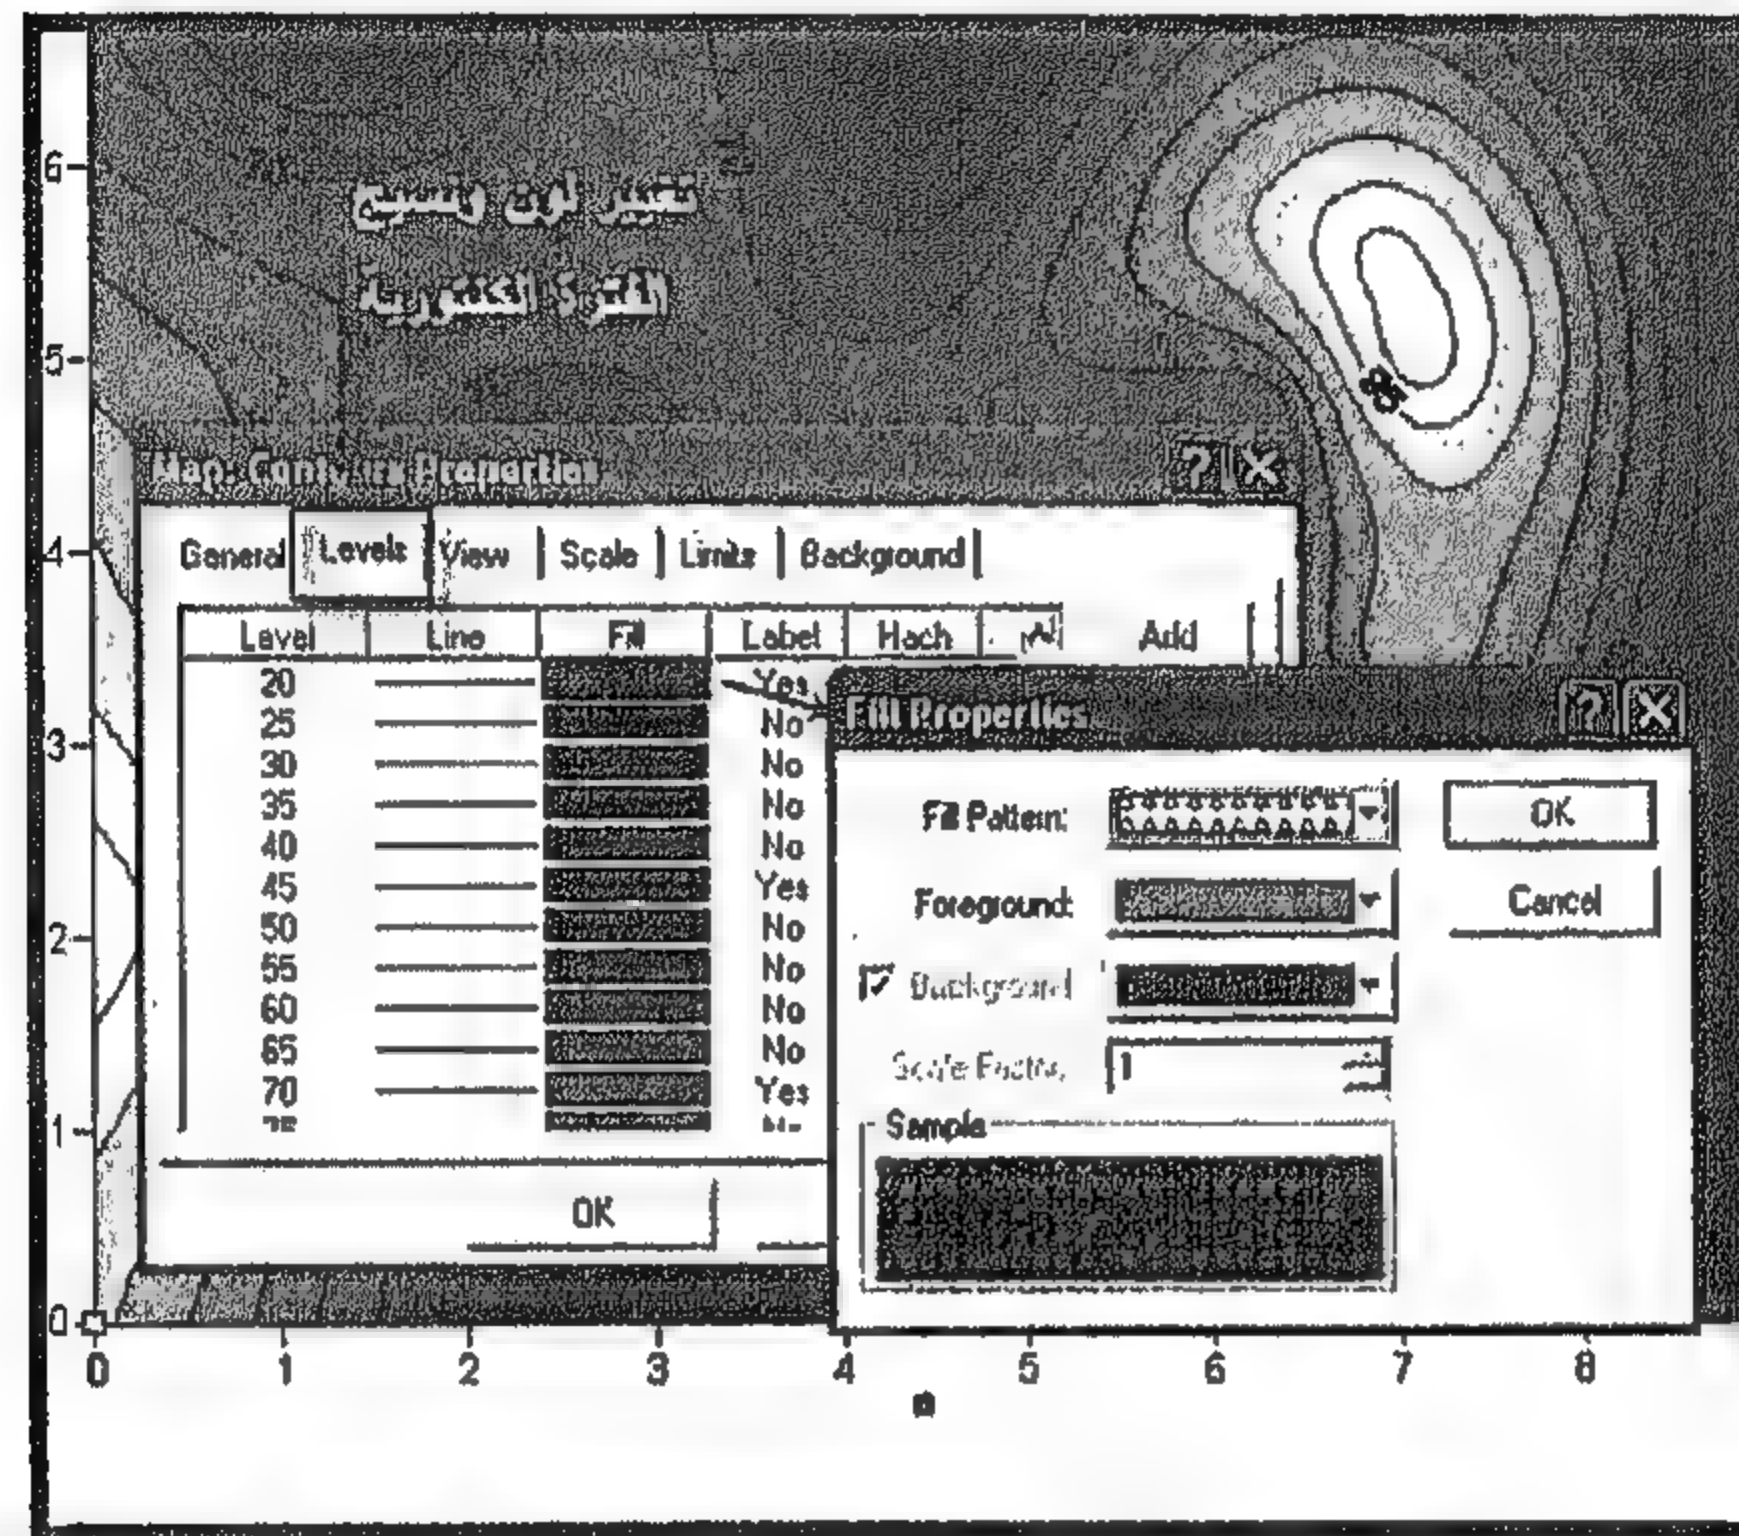 تغيير لون ونسيج
الفترة الكنتورية
85
Map: Contours Properties
General Levels View Scale Limits Background
Level Line Fill Label Hach Add
20 Yes
25 No
30 No
35 No
40 No
45 Yes
50 No
55 No
60 No
65 No
70 Yes
OK
Fill Properties
Fill Pattern:
OK
Foreground:
Cancel
Background
Scale Factor
1
Sample
6
5
4
3
2
1
0
0 1 2 3 4 5 6 7 8